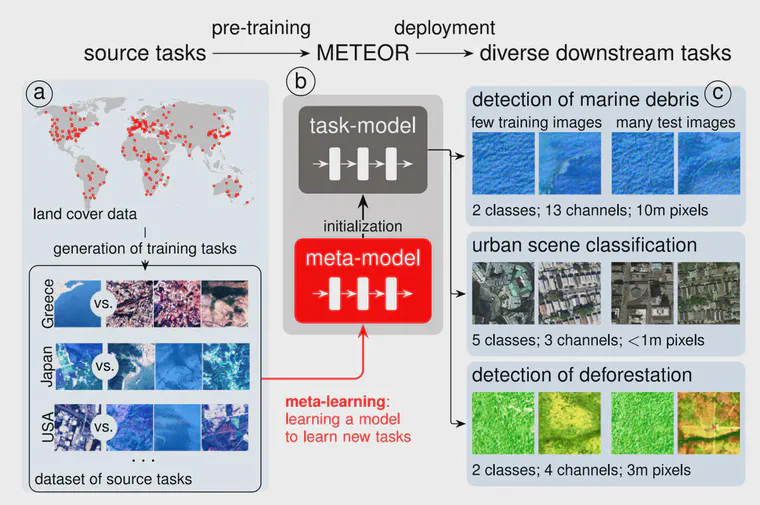 pre-training
deployment
source tasks
METEOR
diverse downstream tasks
a
land cover data
generation of training tasks
Greece
vs.
Japan
vs.
USA
vs.
...
dataset of source tasks
b
task-model
initialization
meta-model
meta-learning:
learning a model
to learn new tasks
c
detection of marine debris
few training images
many test images
2 classes; 13 channels; 10m pixels
urban scene classification
5 classes; 3 channels; <1m pixels
detection of deforestation
2 classes; 4 channels; 3m pixels